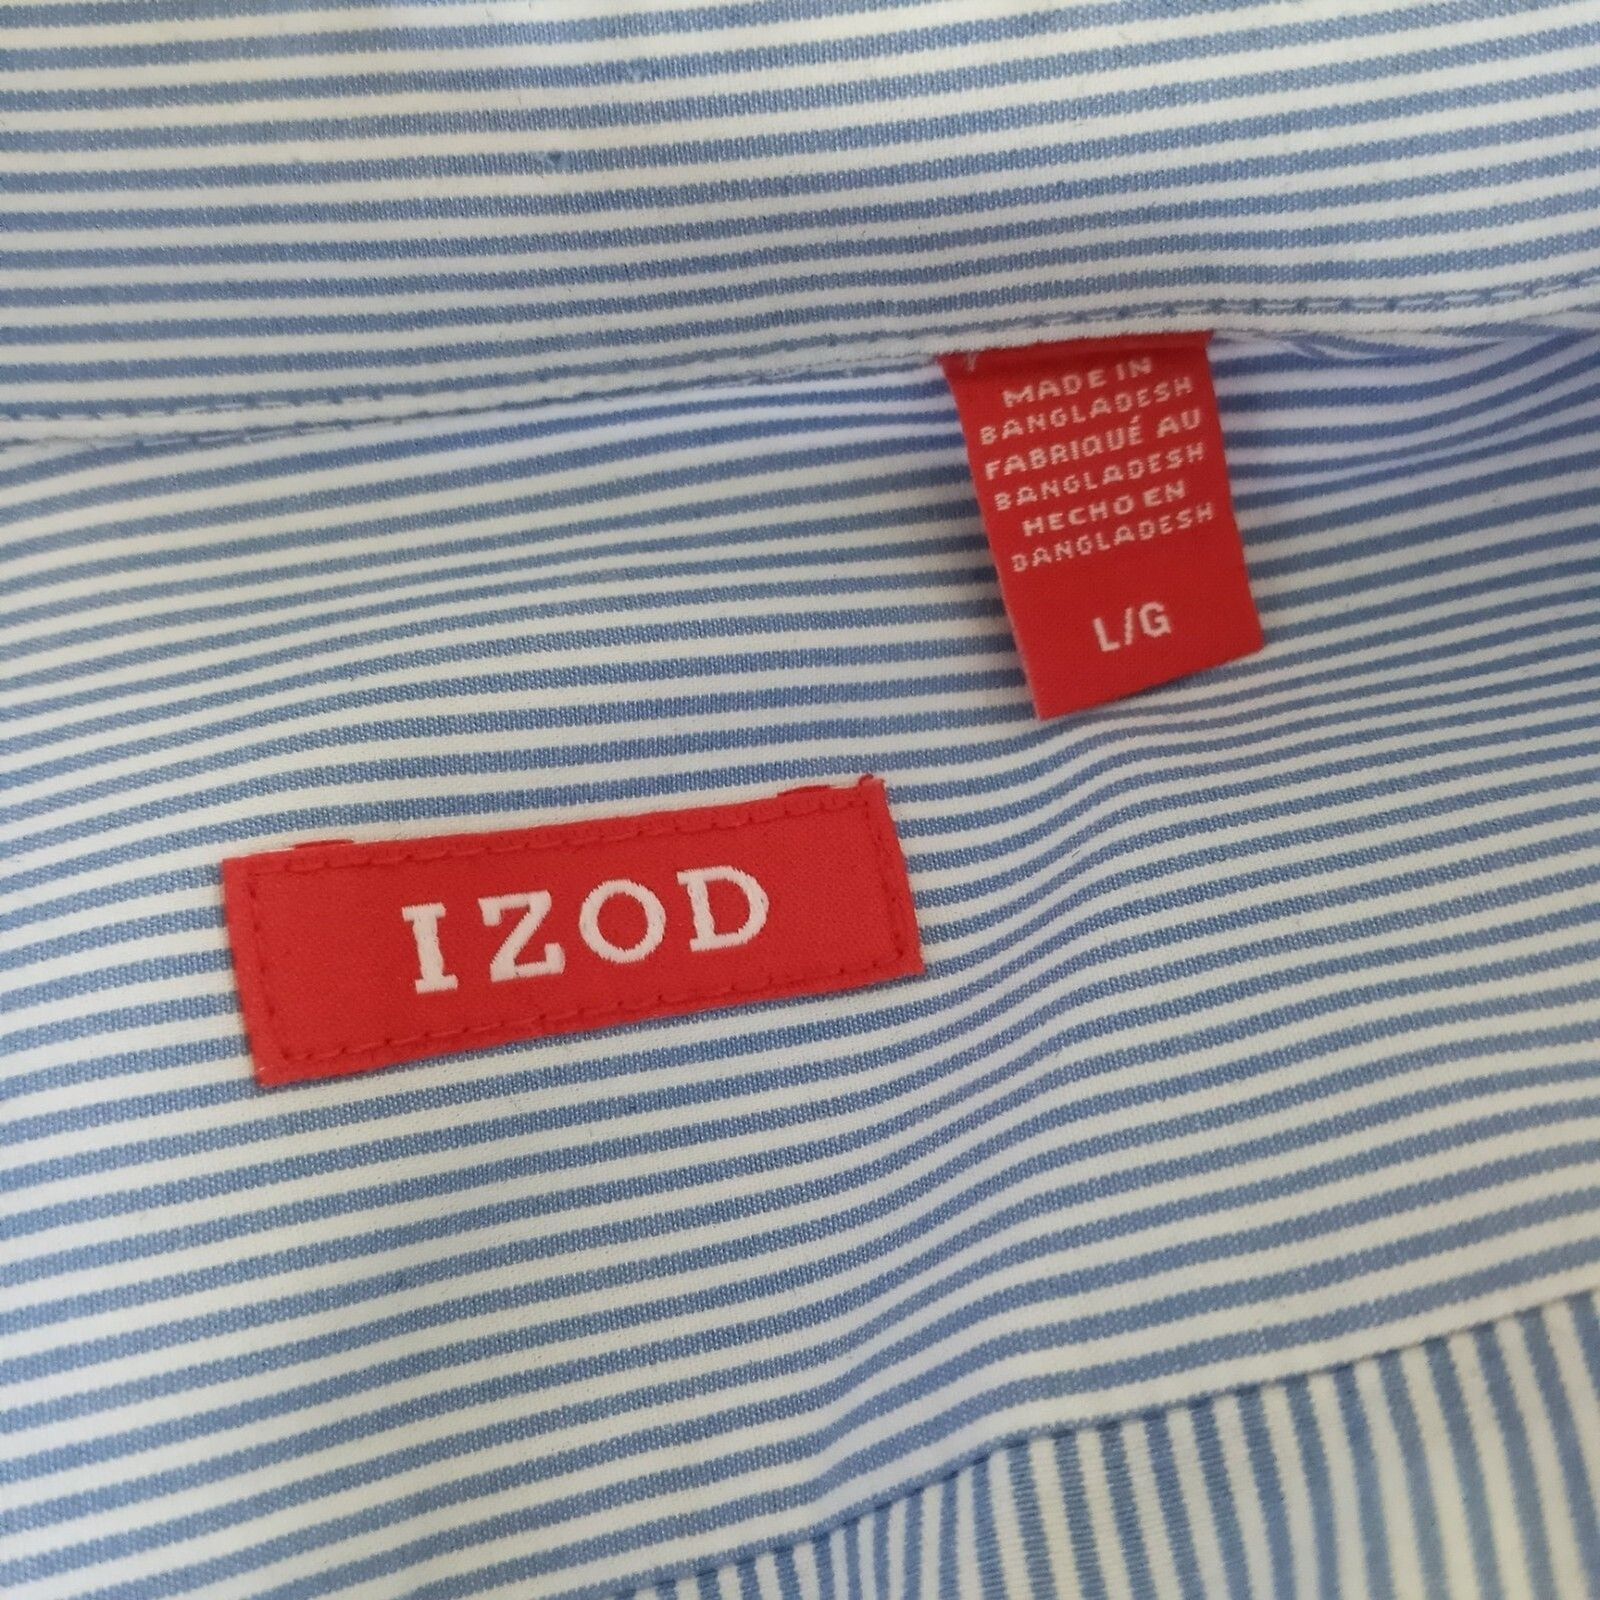 MADE IN
BANGLADESH
FABRIQUÉ AU
BANGLADESH
HECHO EN
BANGLADESH
L/G
IZOD